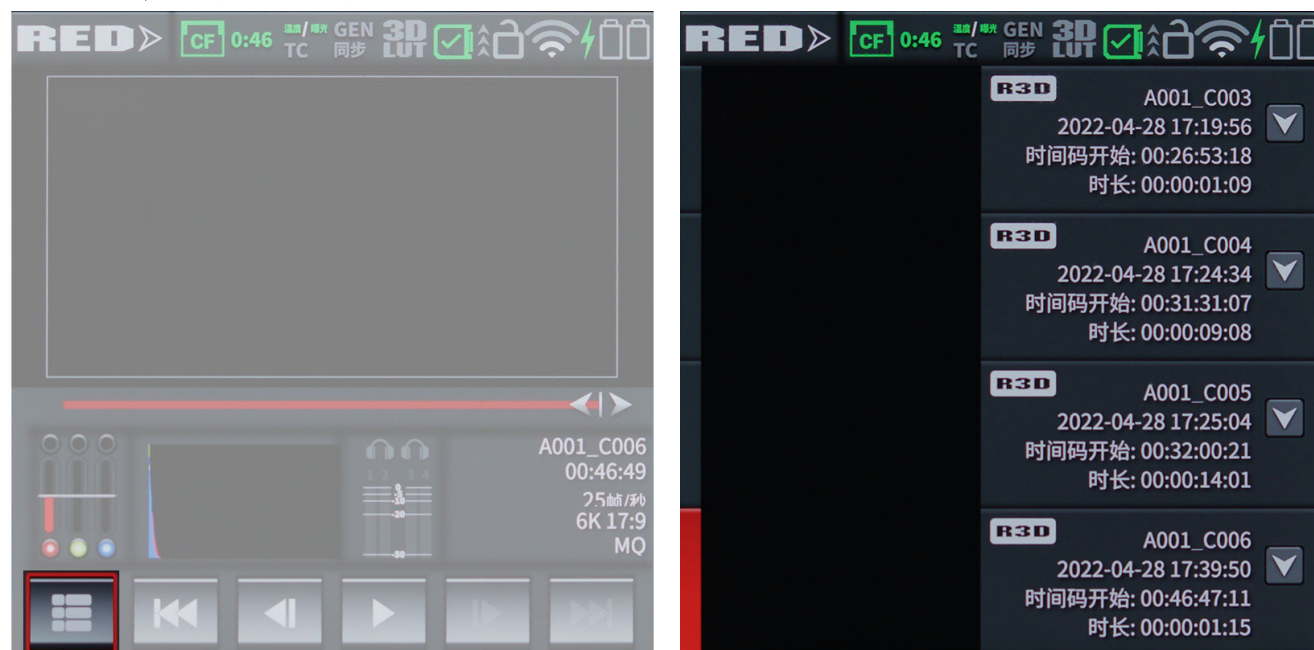 RED
CF 0:46 温度/曝光 TC GEN 同步 3D LUT
1 2 3 4
0
-10
-20
-50
A001_C006
00:46:49
25帧/秒
6K 17:9
MQ
RED
CF 0:46 温度/曝光 TC GEN 同步 3D LUT
R3D
A001_C003
2022-04-28 17:19:56
时间码开始: 00:26:53:18
时长: 00:00:01:09
R3D
A001_C004
2022-04-28 17:24:34
时间码开始: 00:31:31:07
时长: 00:00:09:08
R3D
A001_C005
2022-04-28 17:25:04
时间码开始: 00:32:00:21
时长: 00:00:14:01
R3D
A001_C006
2022-04-28 17:39:50
时间码开始: 00:46:47:11
时长: 00:00:01:15